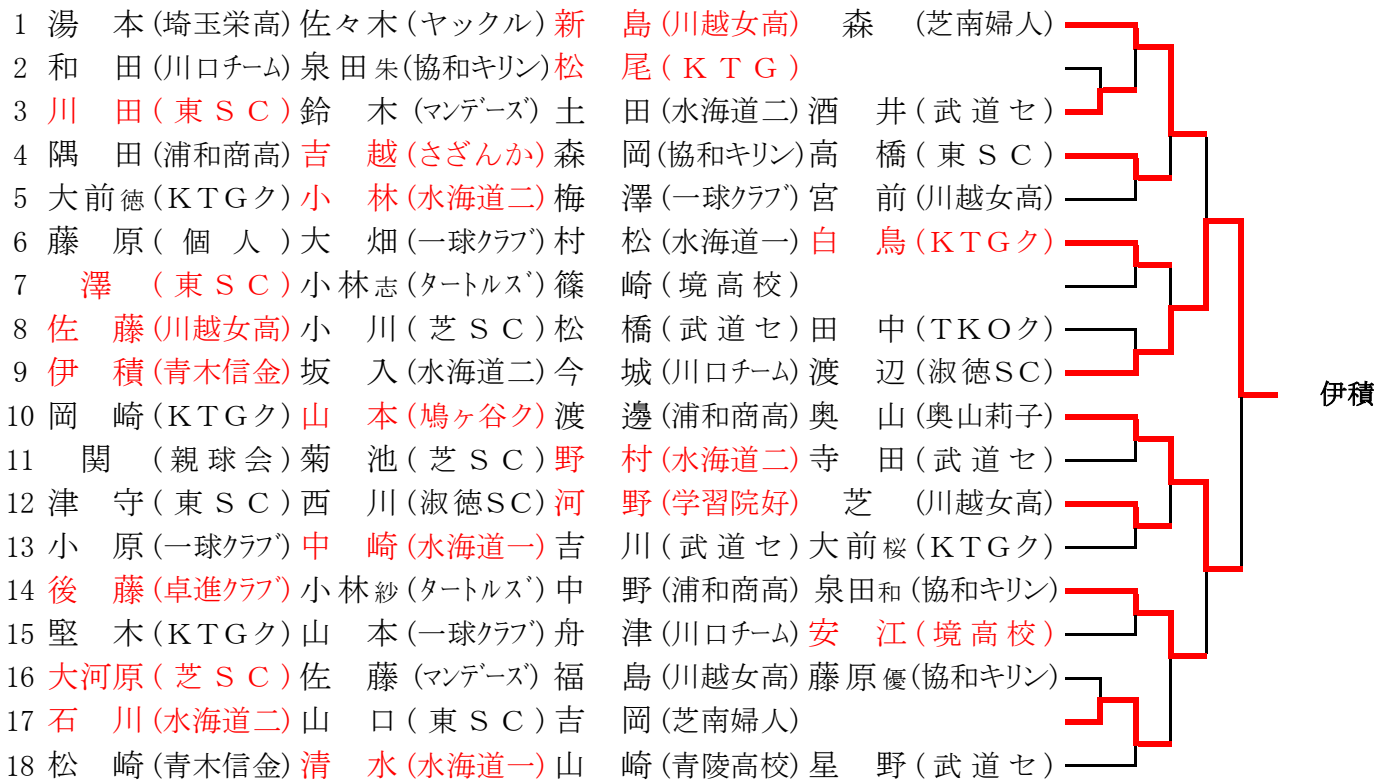 1 湯 本 (埼玉栄高) 佐々木 (ヤックル) 新 島 (川越女高) 森 (芝南婦人)
2 和 田 (川口チーム) 泉田朱 (協和キリン) 松 尾 (KTG)
3 川 田 (東SC) 鈴 木 (マンデーズ) 土 田 (水海道二) 酒 井 (武道セ)
4 隅 田 (浦和商高) 吉 越 (さざんか) 森 岡 (協和キリン) 高 橋 (東SC)
5 大前徳 (KTGク) 小 林 (水海道二) 梅 澤 (一球クラブ) 宮 前 (川越女高)
6 藤 原 (個人) 大 畑 (一球クラブ) 村 松 (水海道一) 白 鳥 (KTGク)
7 澤 (東SC) 小林志 (タートルズ) 篠 崎 (境高校)
8 佐 藤 (川越女高) 小 川 (芝SC) 松 橋 (武道セ) 田 中 (TKOク)
9 伊 積 (青木信金) 坂 入 (水海道二) 今 城 (川口チーム) 渡 辺 (淑徳SC)
伊積
10 岡 崎 (KTGク) 山 本 (鳩ヶ谷ク) 渡 邊 (浦和商高) 奥 山 (奥山莉子)
11 関 (親球会) 菊 池 (芝SC) 野 村 (水海道二) 寺 田 (武道セ)
12 津 守 (東SC) 西 川 (淑徳SC) 河 野 (学習院好) 芝 (川越女高)
13 小 原 (一球クラブ) 中 崎 (水海道一) 吉 川 (武道セ) 大前桜 (KTGク)
14 後 藤 (卓進クラブ) 小林紗 (タートルズ) 中 野 (浦和商高) 泉田和 (協和キリン)
15 堅 木 (KTGク) 山 本 (一球クラブ) 舟 津 (川口チーム) 安 江 (境高校)
16 大河原 (芝SC) 佐 藤 (マンデーズ) 福 島 (川越女高) 藤原優 (協和キリン)
17 石 川 (水海道二) 山 口 (東SC) 吉 岡 (芝南婦人)
18 松 崎 (青木信金) 清 水 (水海道一) 山 崎 (青陵高校) 星 野 (武道セ)